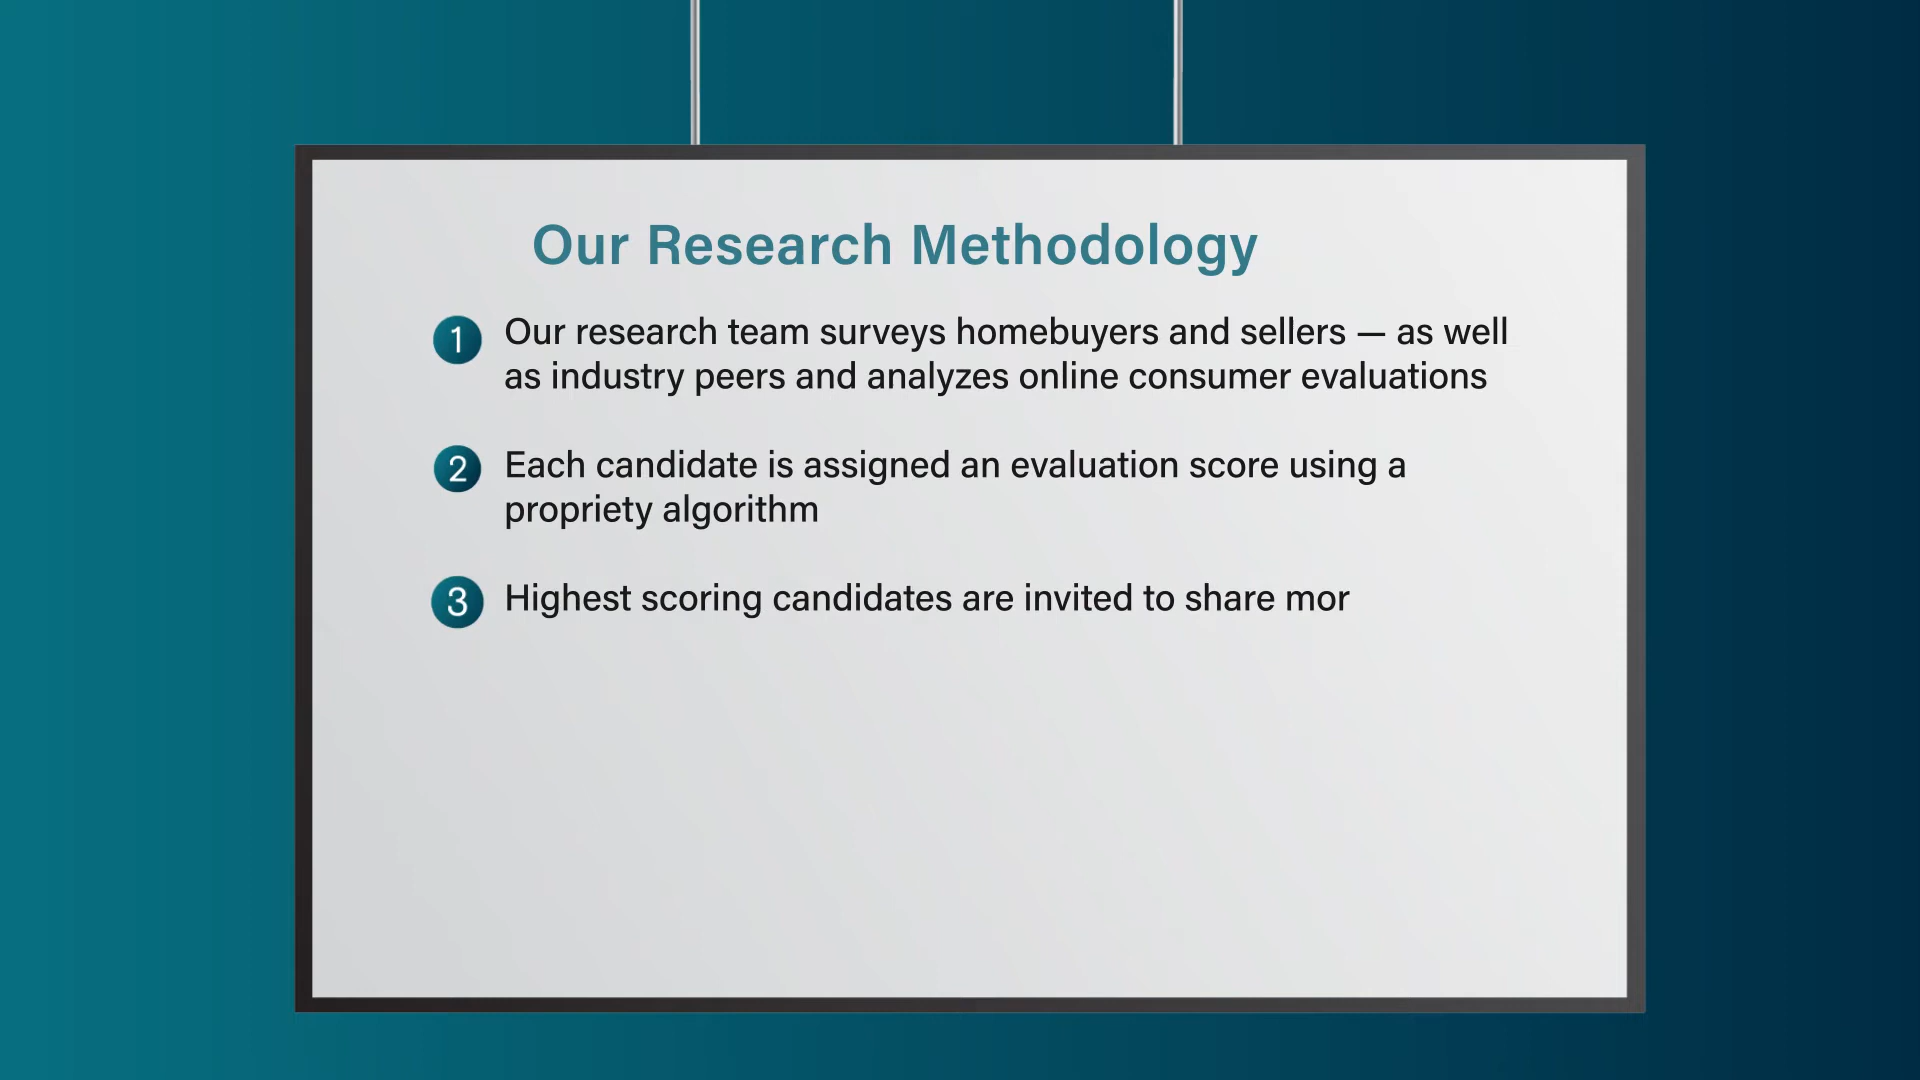 Our Research Methodology
1 Our research team surveys homebuyers and sellers — as well
as industry peers and analyzes online consumer evaluations
2 Each candidate is assigned an evaluation score using a
propriety algorithm
3 Highest scoring candidates are invited to share mor